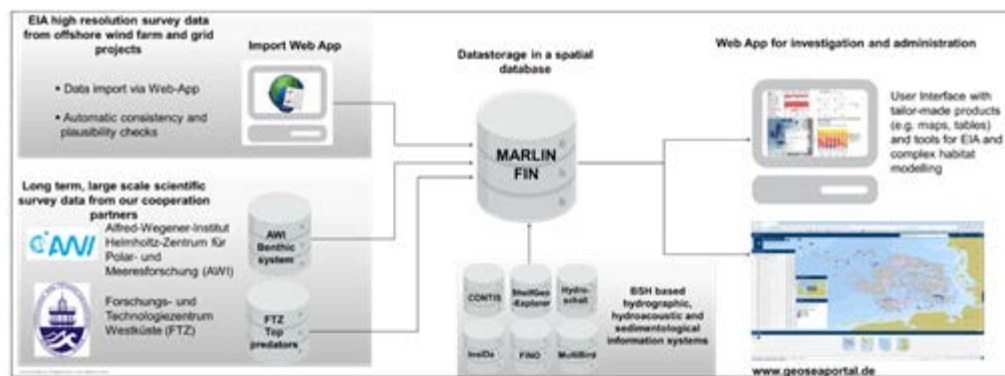 EIA high resolution survey data
from offshore wind farm and grid
projects
▪ Data import via Web-App
▪ Automatic consistency and
plausibility checks
Import Web App
Long term, large scale scientific
survey data from our cooperation
partners
AWI
Alfred-Wegener-Institut
Helmholtz-Zentrum für
Polar- und
Meeresforschung (AWI)
Forschungs- und
Technologiezentrum
Westküste (FTZ)
AWI
Benthic
system
FTZ
Top
predators
Datastorage in a spatial
database
MARLIN
FIN
CONTIS
ShelfGeo
-Explorer
Hydro-
schall
FINO
MultiBird
BSH based
hydrographic,
hydroacoustic and
sedimentological
information systems
Web App for investigation and administration
User Interface with
tailor-made products
(e.g. maps, tables)
and tools for EIA and
complex habitat
modelling
www.geoseaportal.de